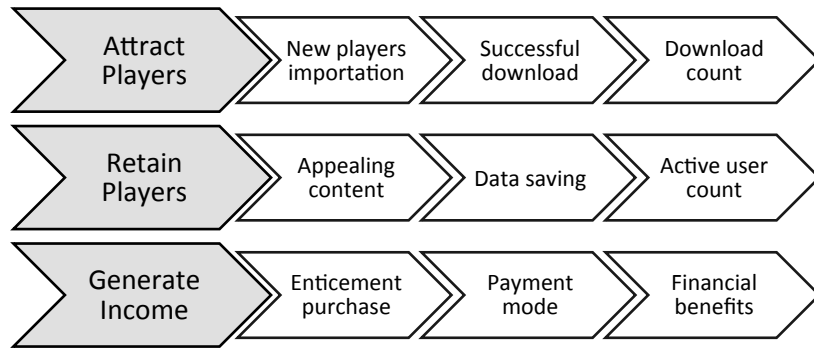 Attract
Players
New players
importation
Successful
download
Download
count
Retain
Players
Appealing
content
Data saving
Active user
count
Generate
Income
Enticement
purchase
Payment
mode
Financial
benefits